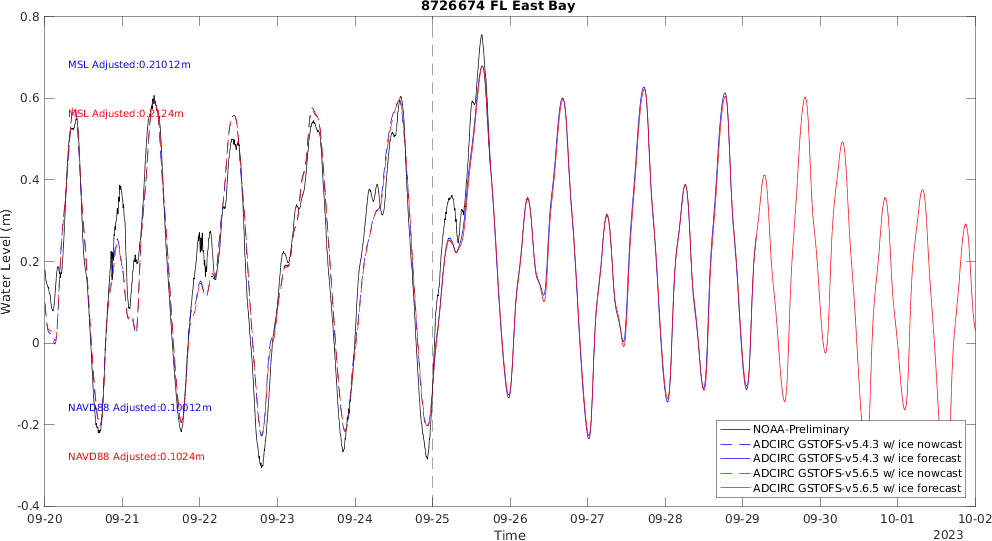 8726674 FL East Bay
0.8
0.6
0.4
0.2
0
-0.2
-0.4
Water Level (m)
MSL Adjusted:0.21012m
MSL Adjusted:0.2124m
NAVD88 Adjusted:0.10012m
NAVD88 Adjusted:0.1024m
NOAA-Preliminary
ADCIRC GSTOFS-v5.4.3 w/ ice nowcast
ADCIRC GSTOFS-v5.4.3 w/ ice forecast
ADCIRC GSTOFS-v5.6.5 w/ ice nowcast
ADCIRC GSTOFS-v5.6.5 w/ ice forecast
09-20 09-21 09-22 09-23 09-24 09-25 09-26 09-27 09-28 09-29 09-30 10-01 10-02
Time
2023